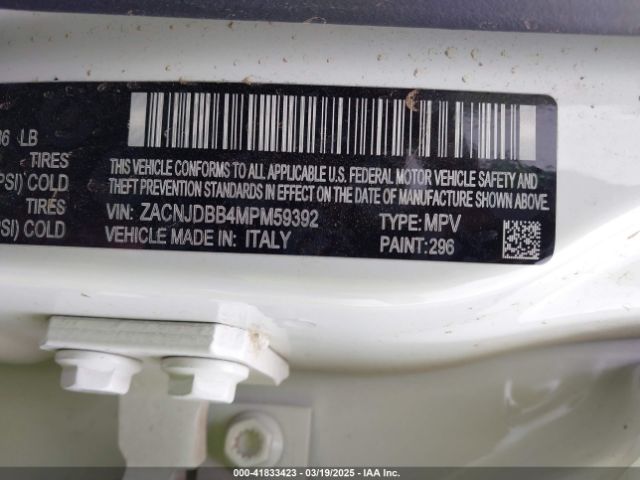 36 LB
TIRES
PSI) COLD
TIRES
PSI) COLD
THIS VEHICLE CONFORMS TO ALL APPLICABLE U.S. FEDERAL MOTOR VEHICLE SAFETY AND
THEFT PREVENTION STANDARDS IN EFFECT ON THE DATE OF MANUFACTURE SHOWN ABOVE.
VIN: ZACNJDBB4MPM59392 TYPE: MPV
VEHICLE MADE IN: ITALY PAINT: 296
000-41833423 - 03/19/2025 - IAA Inc.